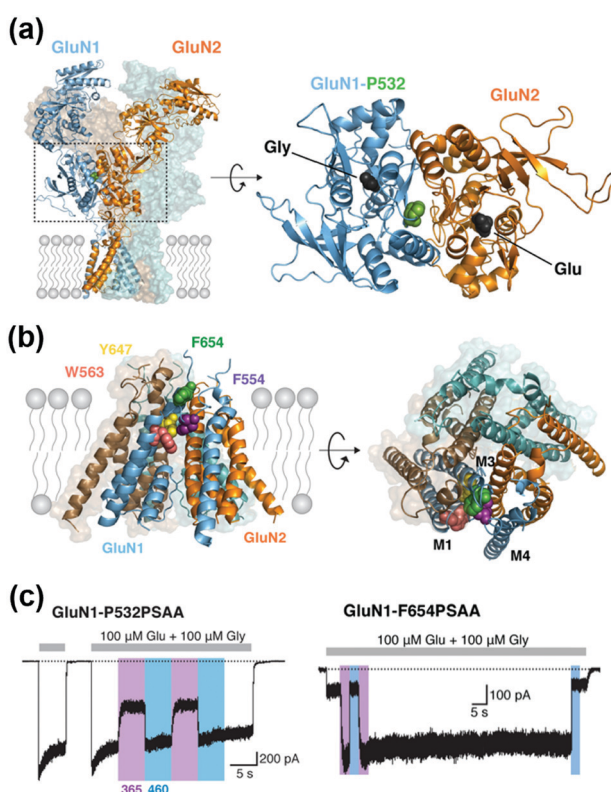 (a)
GluN1 GluN2
GluN1-P532 GluN2
Gly
Glu
(b)
F654
Y647
W563 F554
M3
M1 M4
GluN1 GluN2
(c)
GluN1-P532PSAA GluN1-F654PSAA
100 µM Glu + 100 µM Gly 100 µM Glu + 100 µM Gly
100 pA
5 s
200 pA
5 s
365 460